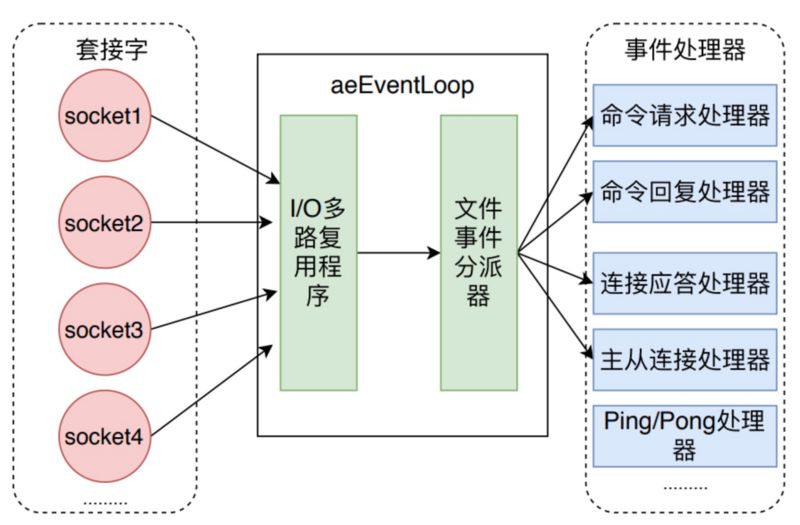 套接字
socket1
socket2
socket3
socket4
.........
aeEventLoop
I/O多
路复
用程
序
文件
事件
分派
器
事件处理器
命令请求处理器
命令回复处理器
连接应答处理器
主从连接处理器
Ping/Pong处理
器
.........